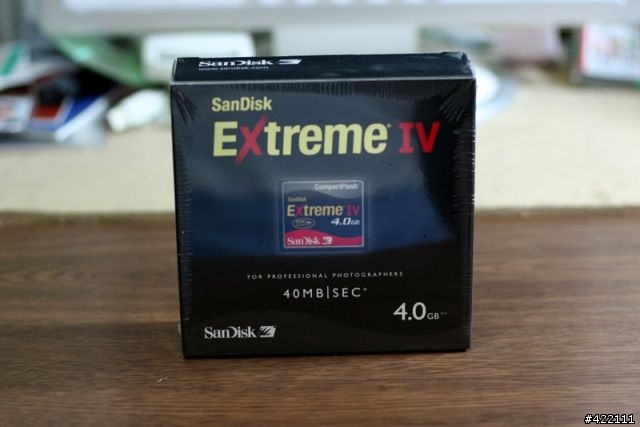 SanDisk
www.sandisk.com
SanDisk
Extreme IV
CompactFlash
SanDisk
Extreme IV
4.0GB
SanDisk
FOR PROFESSIONAL PHOTOGRAPHERS
40MB|SEC*
4.0GB**
SanDisk
#422111